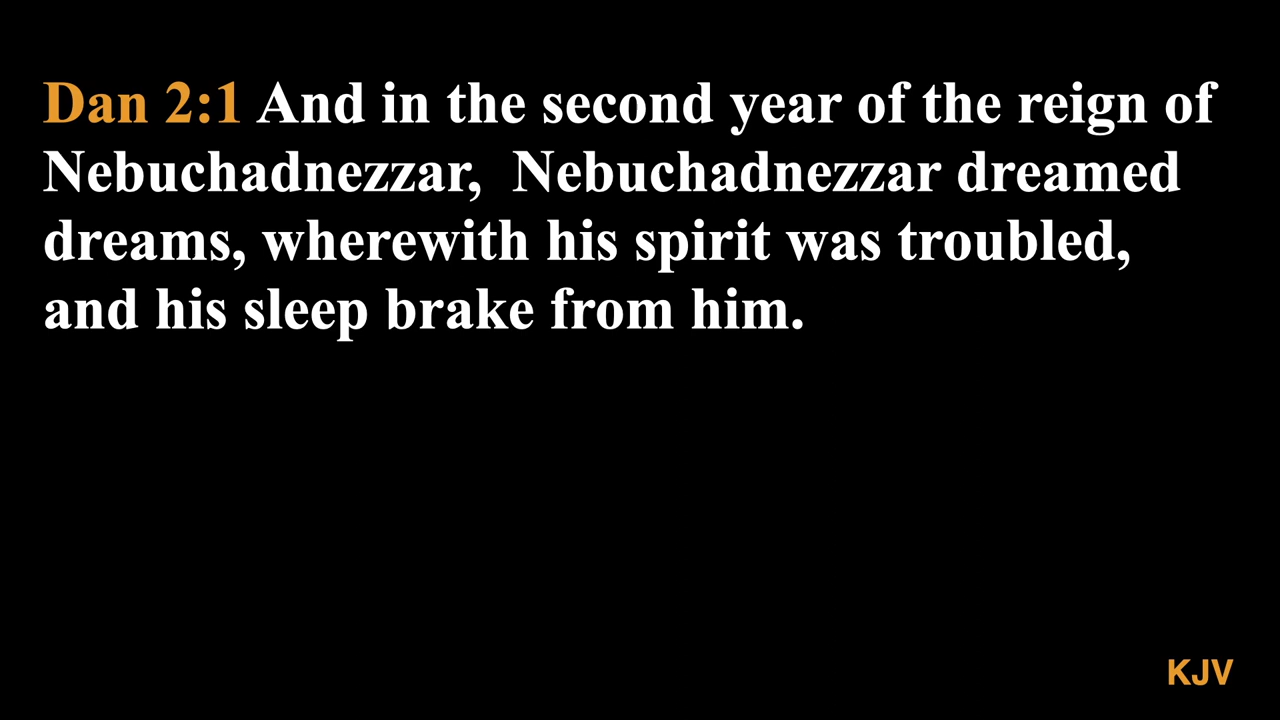 Dan 2:1 And in the second year of the reign of
Nebuchadnezzar,  Nebuchadnezzar dreamed
dreams, wherewith his spirit was troubled,
and his sleep brake from him.
KJV